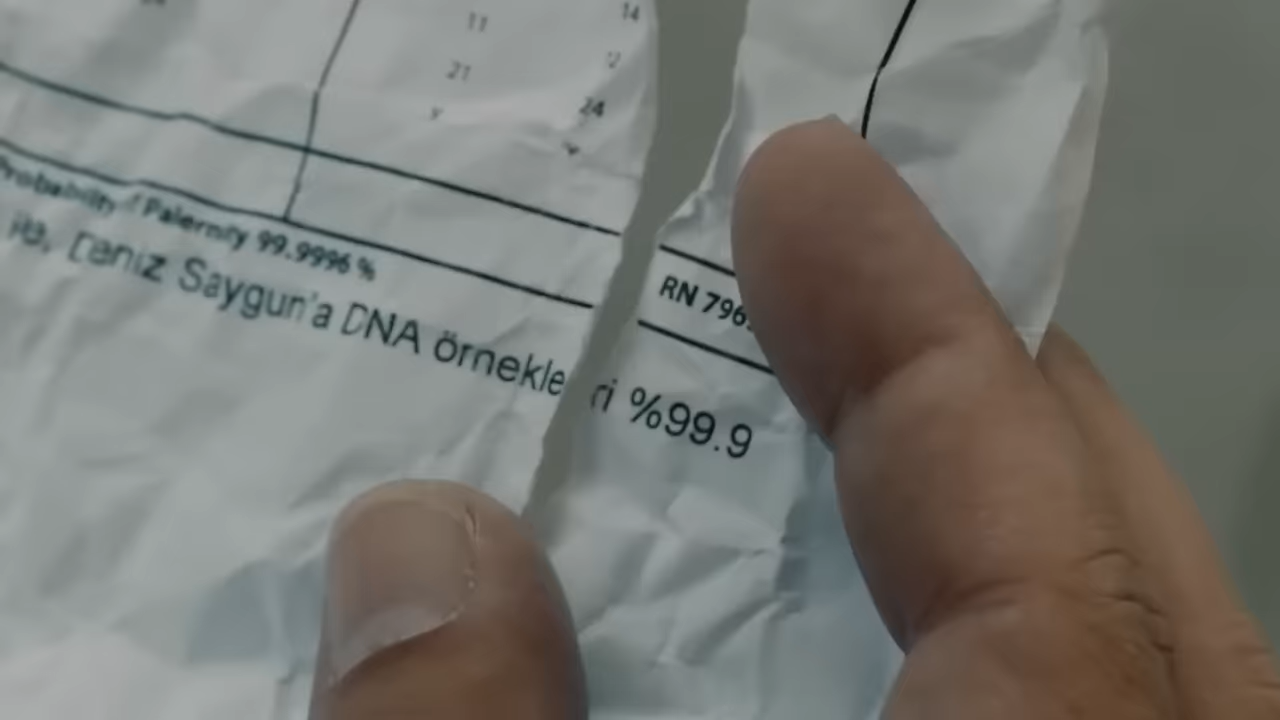 14
11
12
21
24
Y
Probability of Paternity 99.9996 %
RN 796
Deniz Saygun'a DNA örnekleri %99.9